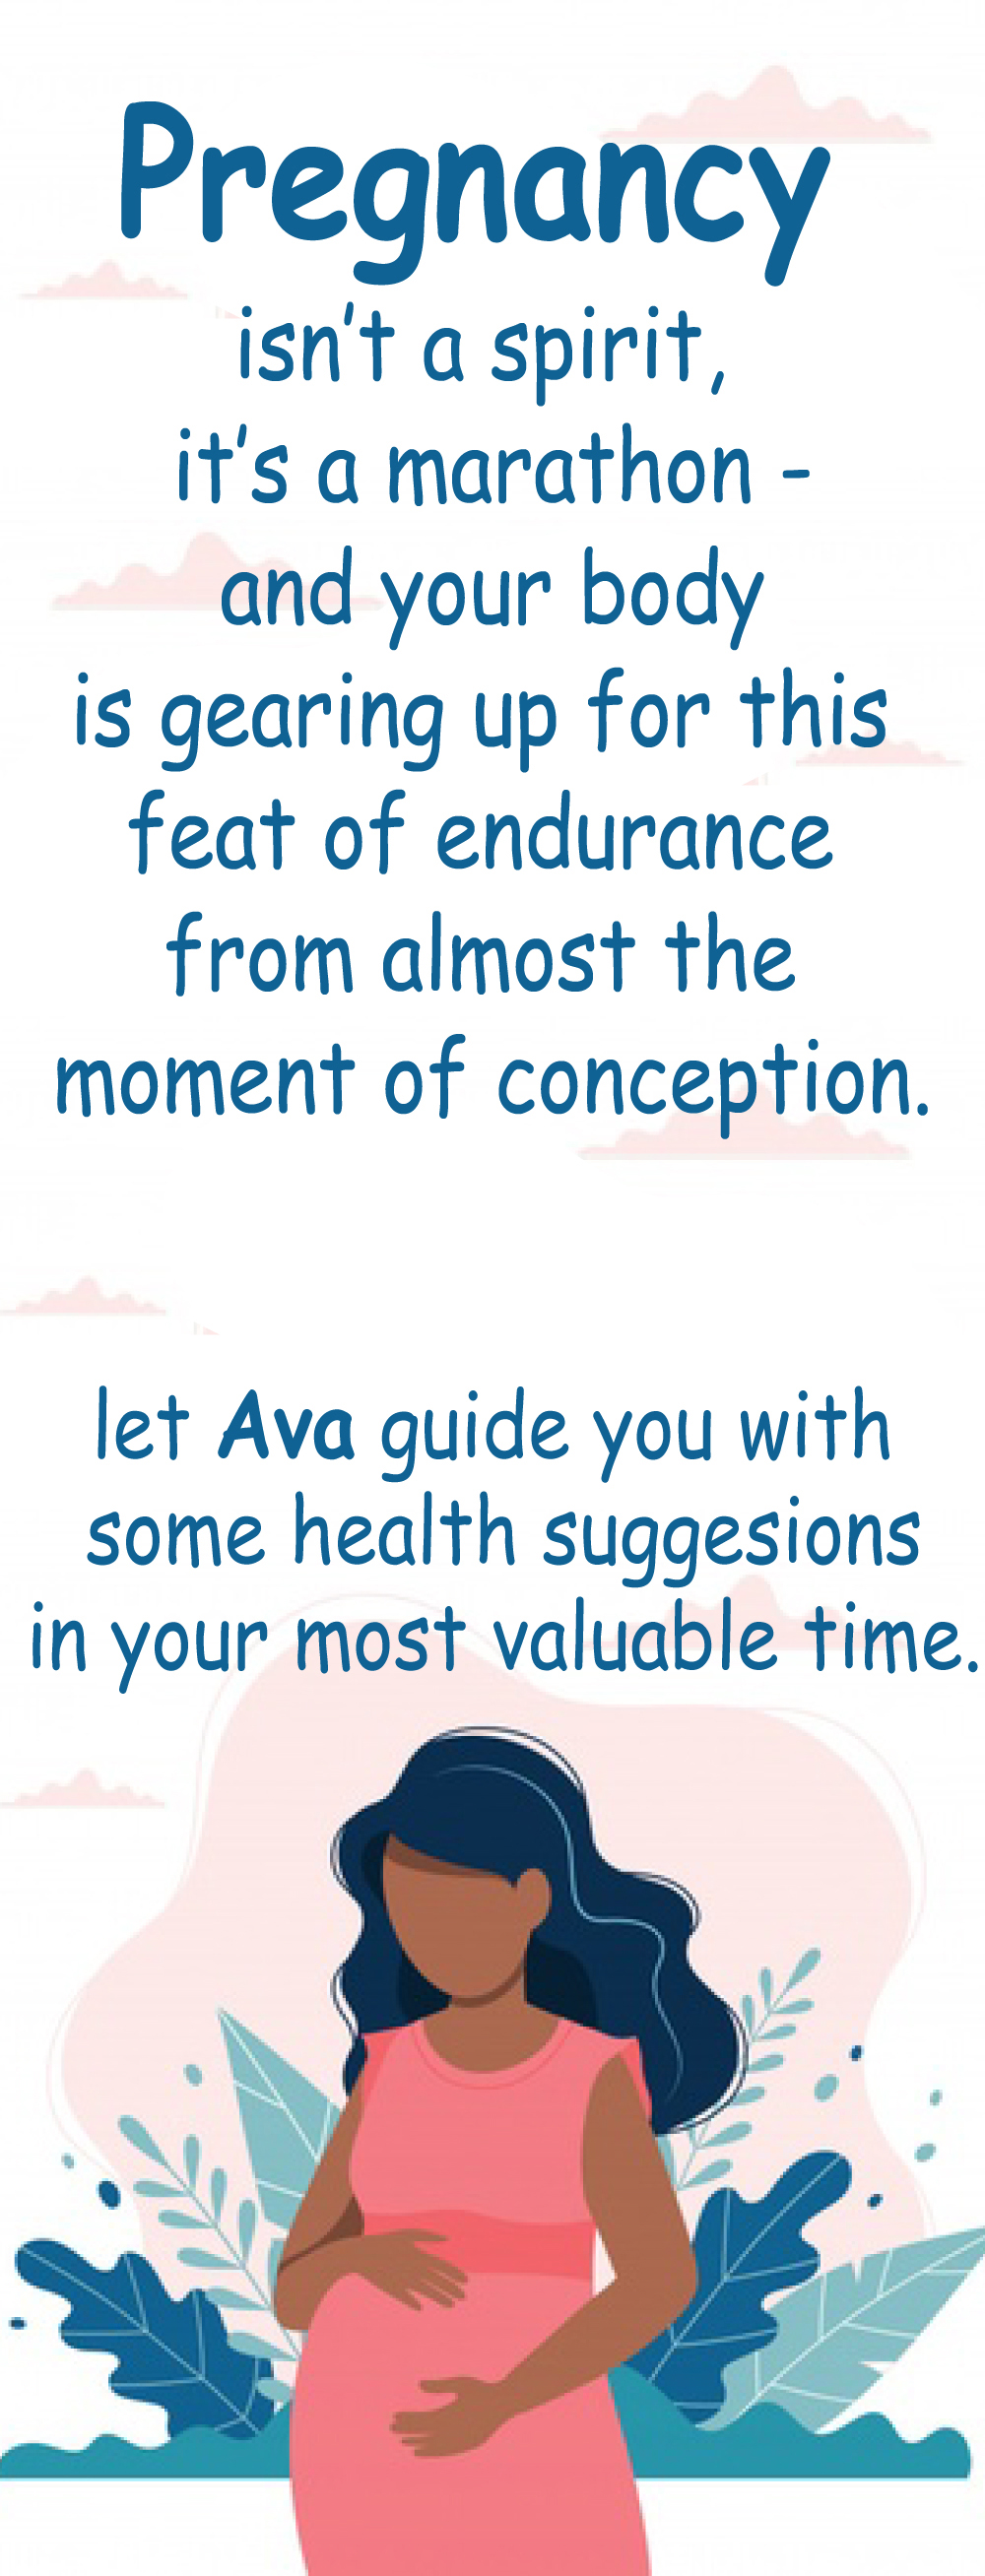 Pregnancy
isn't a spirit,
it's a marathon -
and your body
is gearing up for this
feat of endurance
from almost the
moment of conception.
let Ava guide you with
some health suggesions
in your most valuable time.